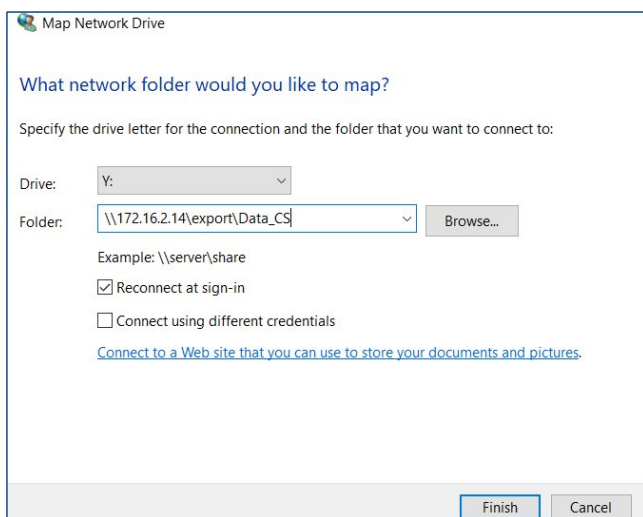 Map Network Drive
What network folder would you like to map?
Specify the drive letter for the connection and the folder that you want to connect to:
Drive: Y:
Folder: \\172.16.2.14\export\Data_CS Browse...
Example: \\server\share
Reconnect at sign-in
Connect using different credentials
Connect to a Web site that you can use to store your documents and pictures.
Finish Cancel